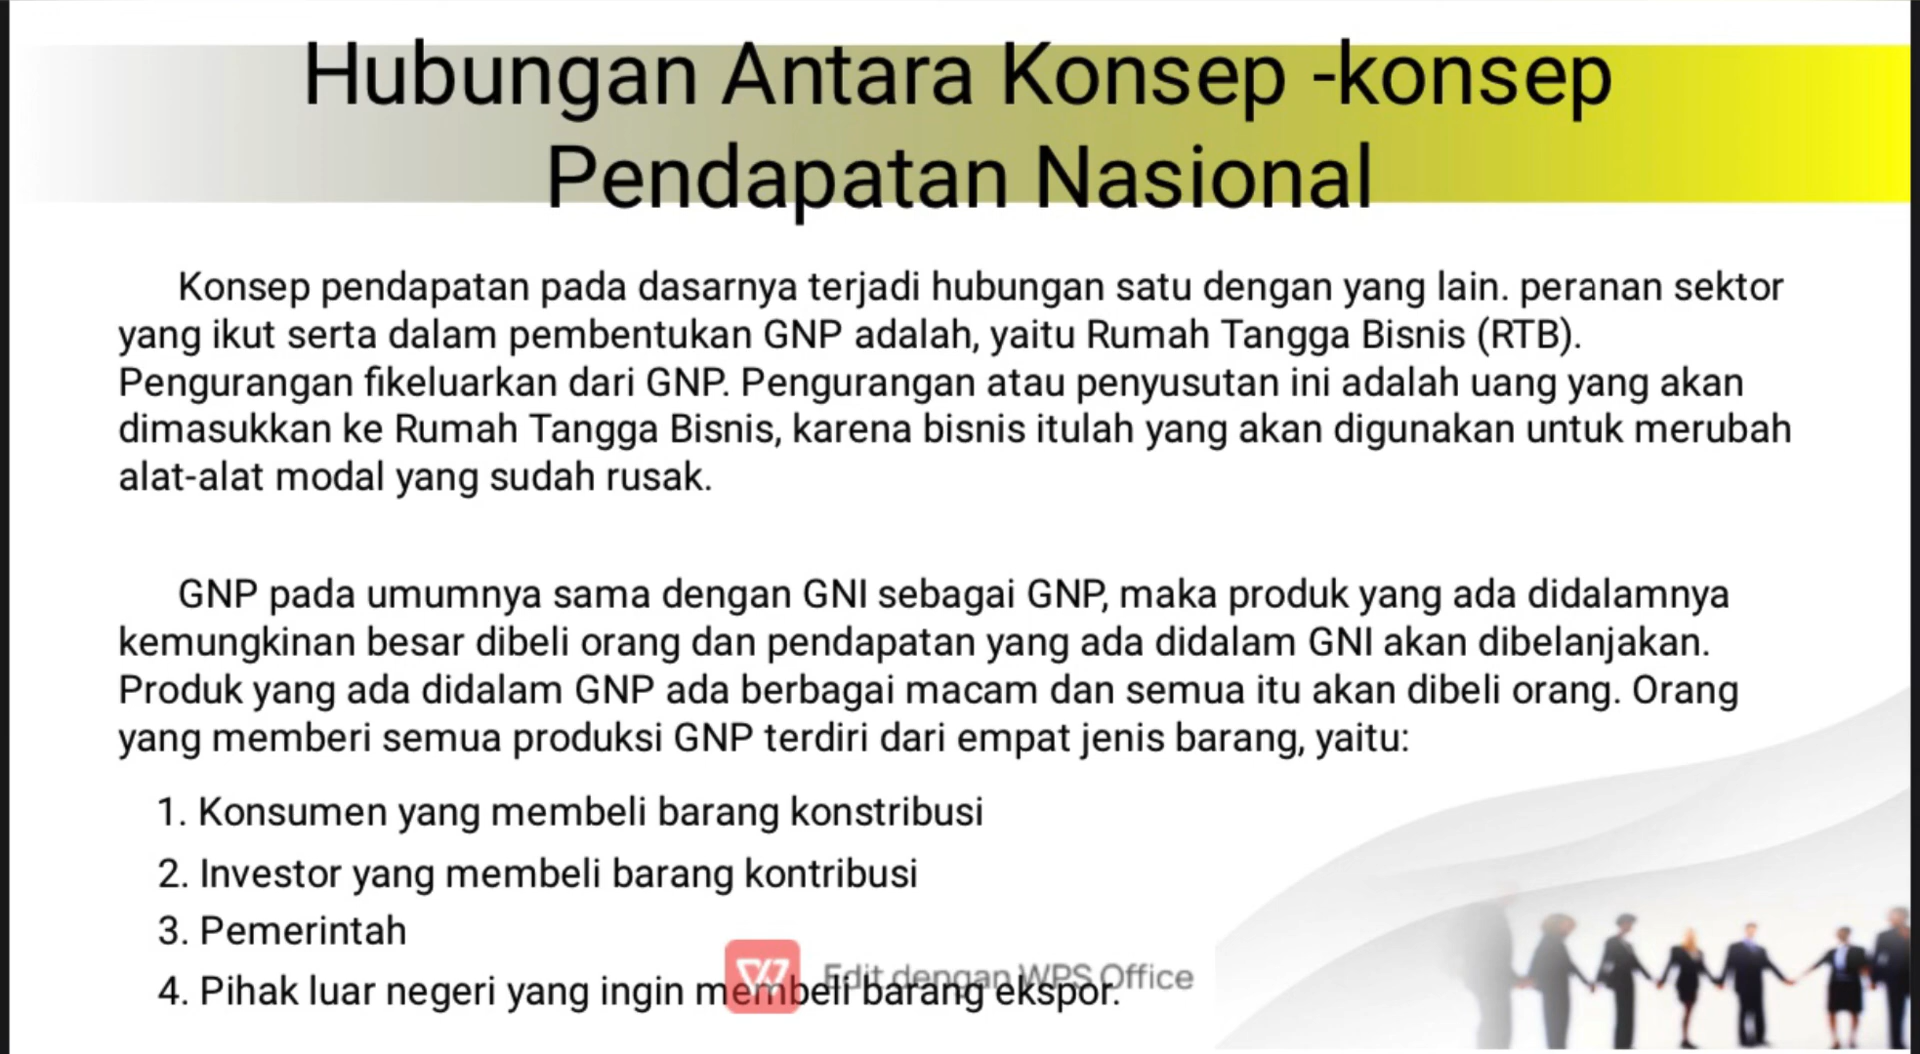 Hubungan Antara Konsep -konsep
Pendapatan Nasional
Konsep pendapatan pada dasarnya terjadi hubungan satu dengan yang lain. peranan sektor
yang ikut serta dalam pembentukan GNP adalah, yaitu Rumah Tangga Bisnis (RTB).
Pengurangan fikeluarkan dari GNP. Pengurangan atau penyusutan ini adalah uang yang akan
dimasukkan ke Rumah Tangga Bisnis, karena bisnis itulah yang akan digunakan untuk merubah
alat-alat modal yang sudah rusak.
GNP pada umumnya sama dengan GNI sebagai GNP, maka produk yang ada didalamnya
kemungkinan besar dibeli orang dan pendapatan yang ada didalam GNI akan dibelanjakan.
Produk yang ada didalam GNP ada berbagai macam dan semua itu akan dibeli orang. Orang
yang memberi semua produksi GNP terdiri dari empat jenis barang, yaitu:
1. Konsumen yang membeli barang konstribusi
2. Investor yang membeli barang kontribusi
3. Pemerintah
4. Pihak luar negeri yang ingin membeli barang ekspor.
Edit dengan WPS Office